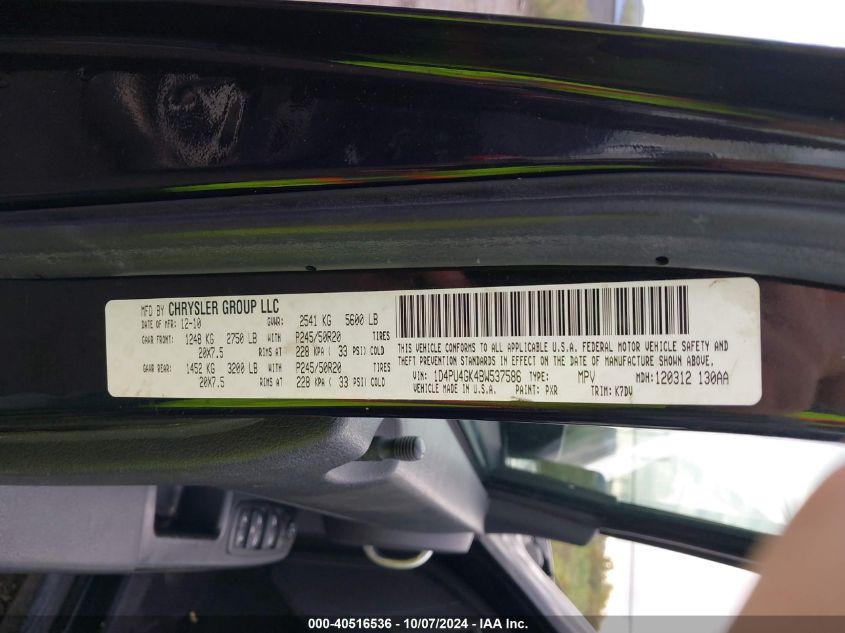 MFD BY CHRYSLER GROUP LLC
DATE OF MFR: 12-10 GVWR: 2541 KG 5600 LB
GAWR FRONT: 1248 KG 2750 LB WITH P245/50R20 TIRES
20X7.5 RIMS AT 228 KPA ( 33 PSI) COLD
GAWR REAR: 1452 KG 3200 LB WITH P245/50R20 TIRES
20X7.5 RIMS AT 228 KPA ( 33 PSI) COLD
THIS VEHICLE CONFORMS TO ALL APPLICABLE U.S.A. FEDERAL MOTOR VEHICLE SAFETY AND
THEFT PREVENTION STANDARDS IN EFFECT ON THE DATE OF MANUFACTURE SHOWN ABOVE.
VIN: 1D4PU4GK4BW537586 TYPE: MPV MDH: 120312 130AA
VEHICLE MADE IN U.S.A. PAINT: PXR TRIM: K7DV
000-40516536 - 10/07/2024 - IAA Inc.